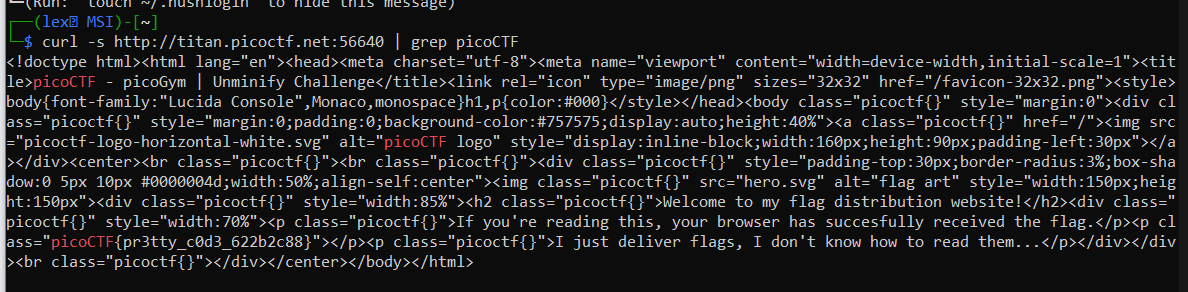 (Run: "touch ~/.hushlogin" to hide this message)
┌──(lex㉿ MSI)-[~]
└─$ curl -s http://titan.picoctf.net:56640 | grep picoCTF
<!doctype html><html lang="en"><head><meta charset="utf-8"><meta name="viewport" content="width=device-width,initial-scale=1"><tit
le>picoCTF - picoGym | Unminify Challenge</title><link rel="icon" type="image/png" sizes="32x32" href="/favicon-32x32.png"><style>
body{font-family:"Lucida Console",Monaco,monospace}h1,p{color:#000}</style></head><body class="picoctf{}" style="margin:0"><div cl
ass="picoctf{}" style="margin:0;padding:0;background-color:#757575;display:auto;height:40%"><a class="picoctf{}" href="/"><img src
="picoctf-logo-horizontal-white.svg" alt="picoCTF logo" style="display:inline-block;width:160px;height:90px;padding-left:30px"></a
></div><center><br class="picoctf{}"><br class="picoctf{}"><div class="picoctf{}" style="padding-top:30px;border-radius:3%;box-sha
dow:0 5px 10px #0000004d;width:50%;align-self:center"><img class="picoctf{}" src="hero.svg" alt="flag art" style="width:150px;heig
ht:150px"><div class="picoctf{}" style="width:85%"><h2 class="picoctf{}">Welcome to my flag distribution website!</h2><div class="
picoctf{}" style="width:70%"><p class="picoctf{}">If you're reading this, your browser has succesfully received the flag.</p><p cl
ass="picoCTF{pr3tty_c0d3_622b2c88}"></p><p class="picoctf{}">I just deliver flags, I don't know how to read them...</p></div></div
><br class="picoctf{}"></div></center></body></html>